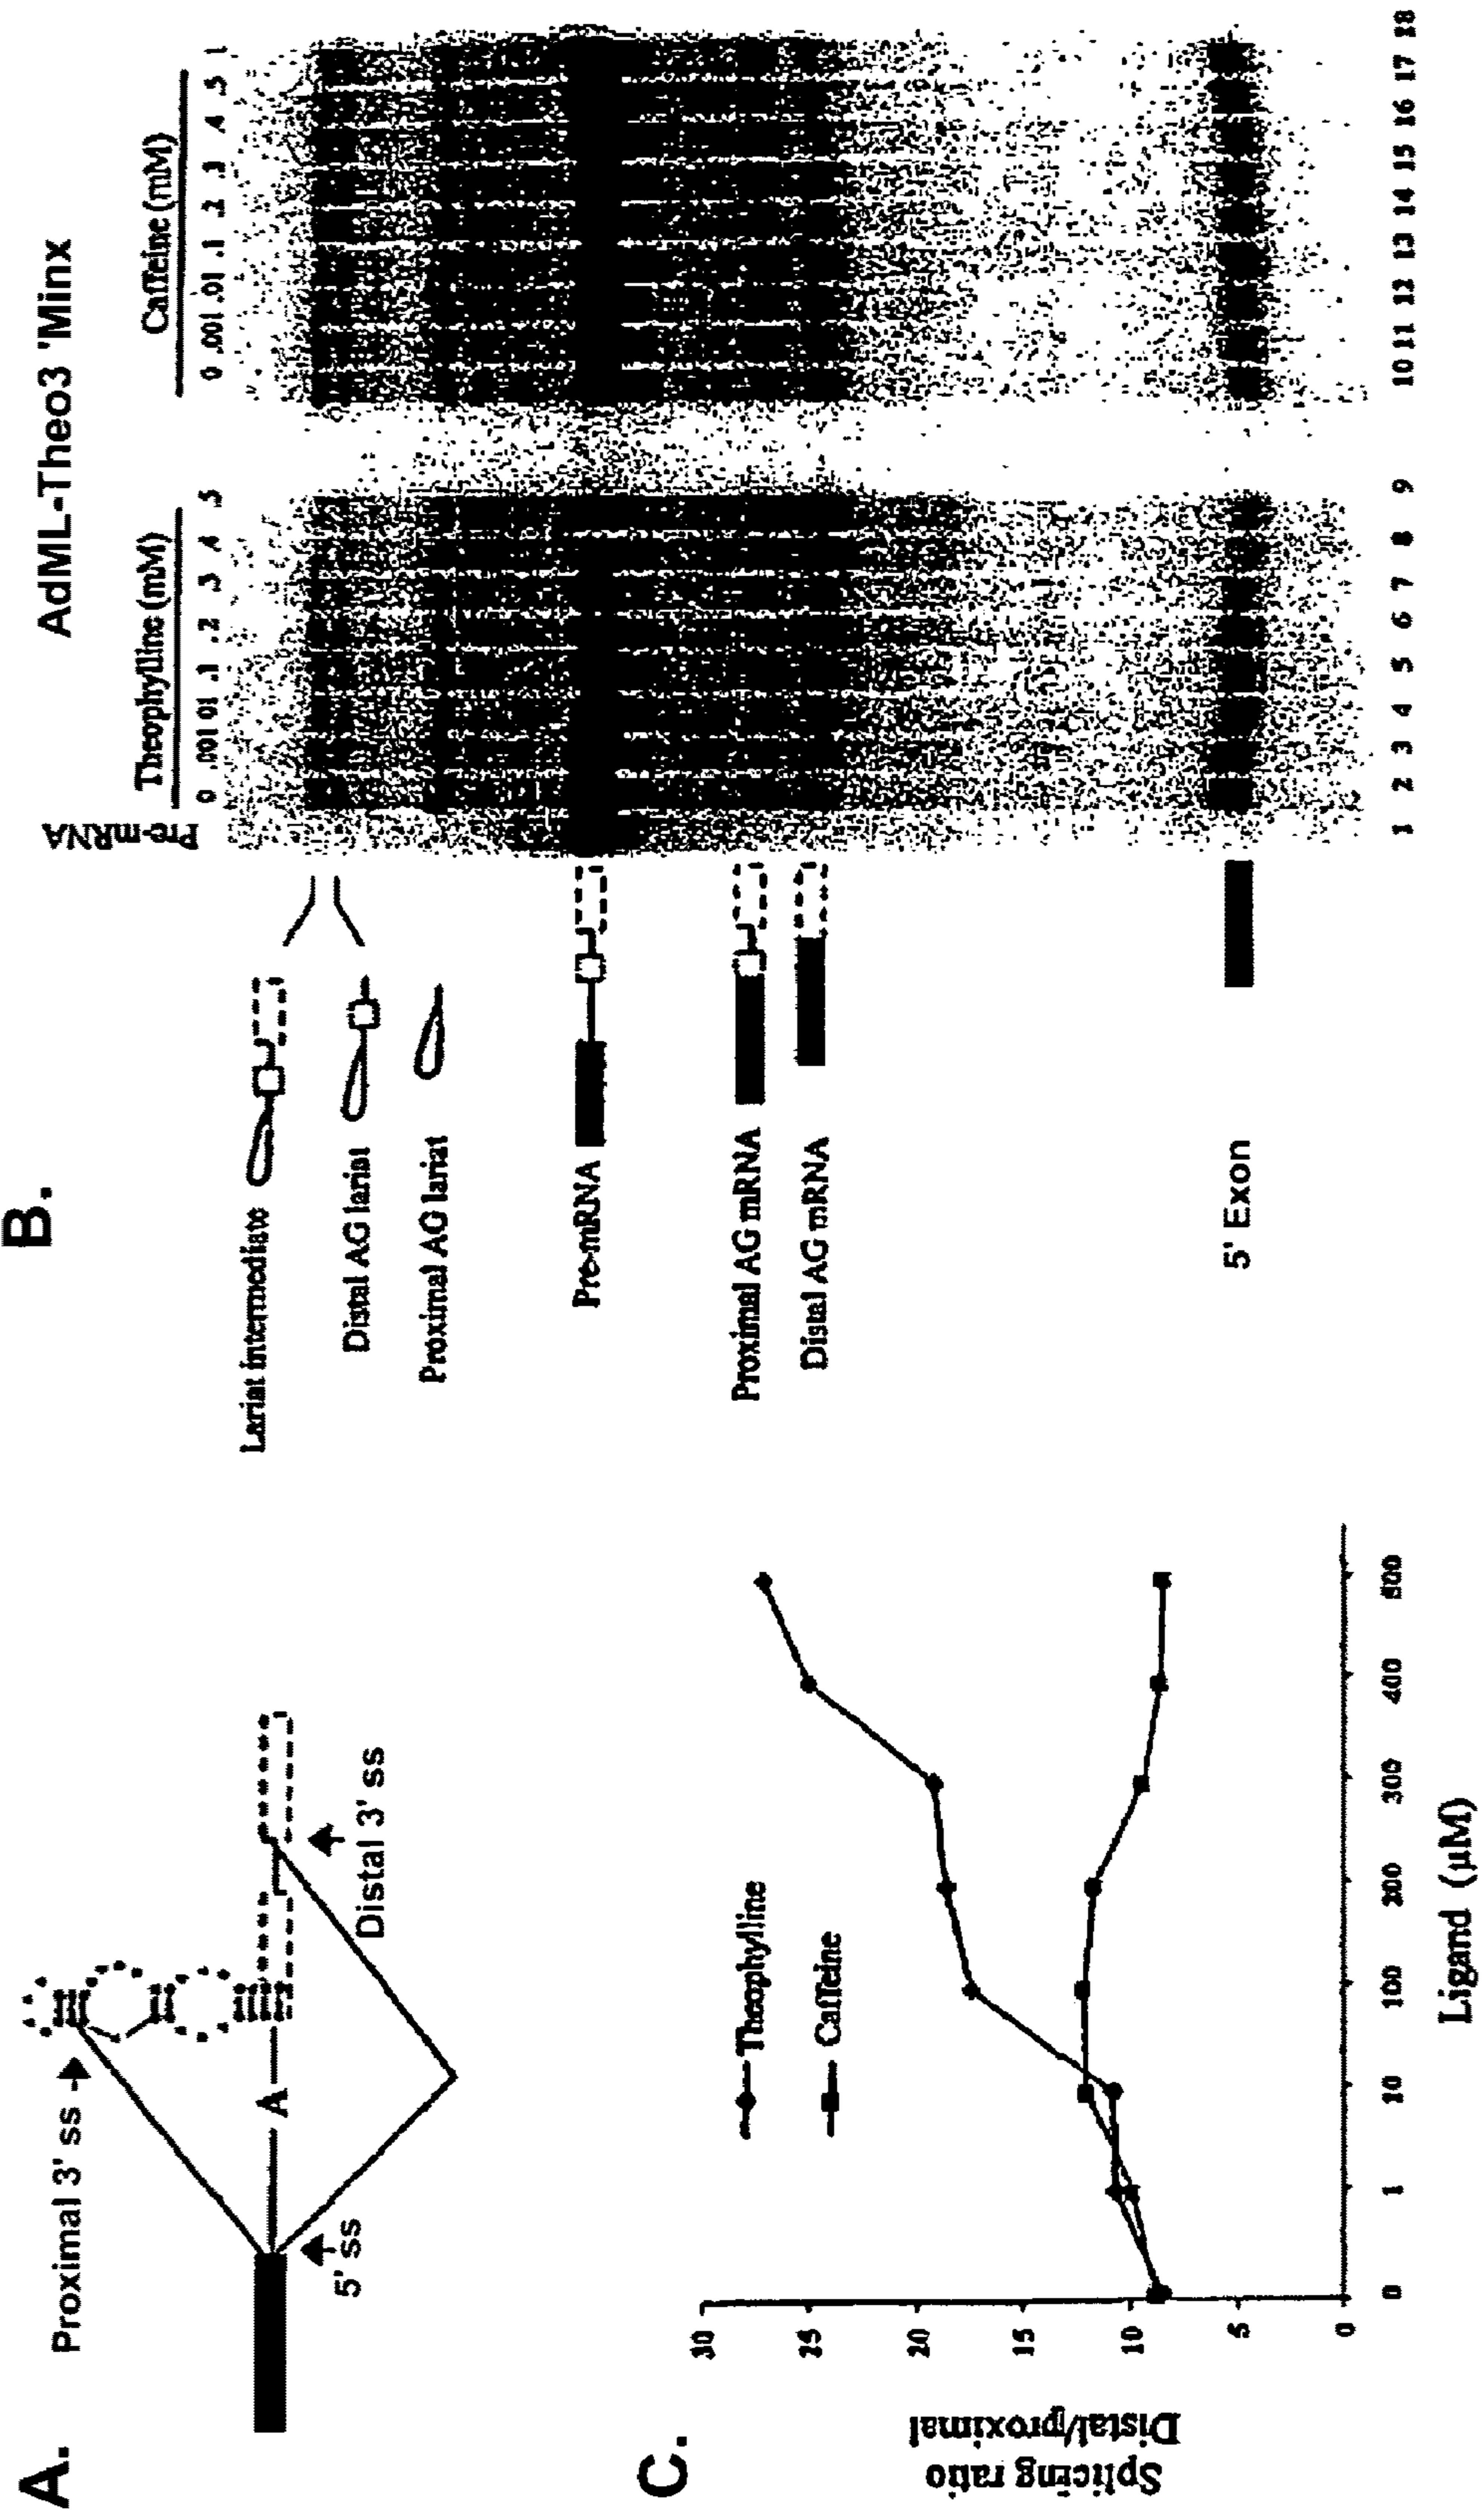 A.
Proximal 3' ss
A
5' ss
Distal 3' ss
B.
AdML-Theo3 'Minx
Pre-mRNA
Theophylline (mM)
Caffeine (mM)
0 .001 .01 .1 .2 .3 .4 .5
0 .001 .01 .1 .2 .3 .4 .5 1
Lariat intermediate
Distal AG lariat
Proximal AG lariat
Pre-mRNA
Proximal AG mRNA
Distal AG mRNA
5' Exon
1 2 3 4 5 6 7 8 9
10 11 12 13 14 15 16 17 18
C.
Splicing ratio
Distal/proximal
30
25
20
15
10
5
0
Theophylline
Caffeine
0 1 10 100 200 300 400 500
Ligand (µM)